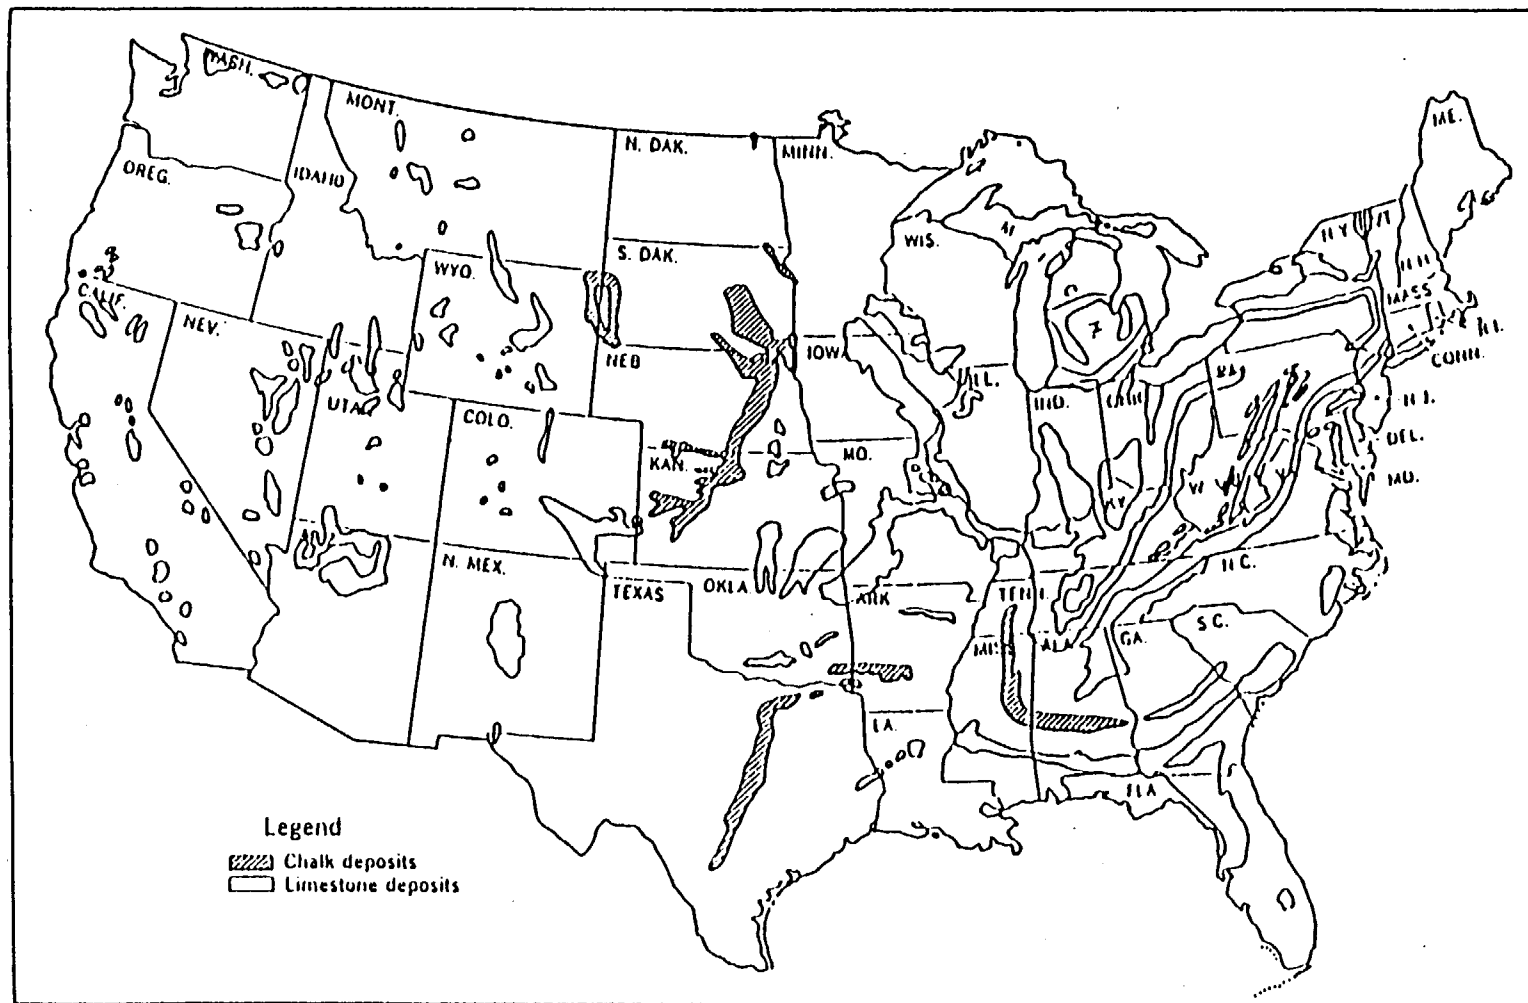 WASH.
MONT.
N. DAK.
MINN.
ME.
OREG.
IDAHO
WIS.
N.Y.
VT
N.H.
S. DAK.
WYO.
CALIF.
MASS
NEV.
R.I.
CONN.
NEB
IOWA
ILL.
UTAH
COLO.
IND.
N.J.
DEL.
MD.
KAN.
MO.
KY
W
N. MEX.
TEXAS
OKLA.
ARK
TENN.
N.C.
S.C.
MISS
ALA
GA.
LA.
FLA
Legend
Chalk deposits
Limestone deposits